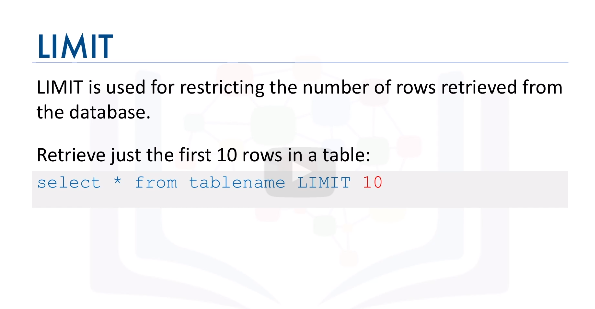 LIMIT
LIMIT is used for restricting the number of rows retrieved from
the database.
Retrieve just the first 10 rows in a table:
select * from tablename LIMIT 10